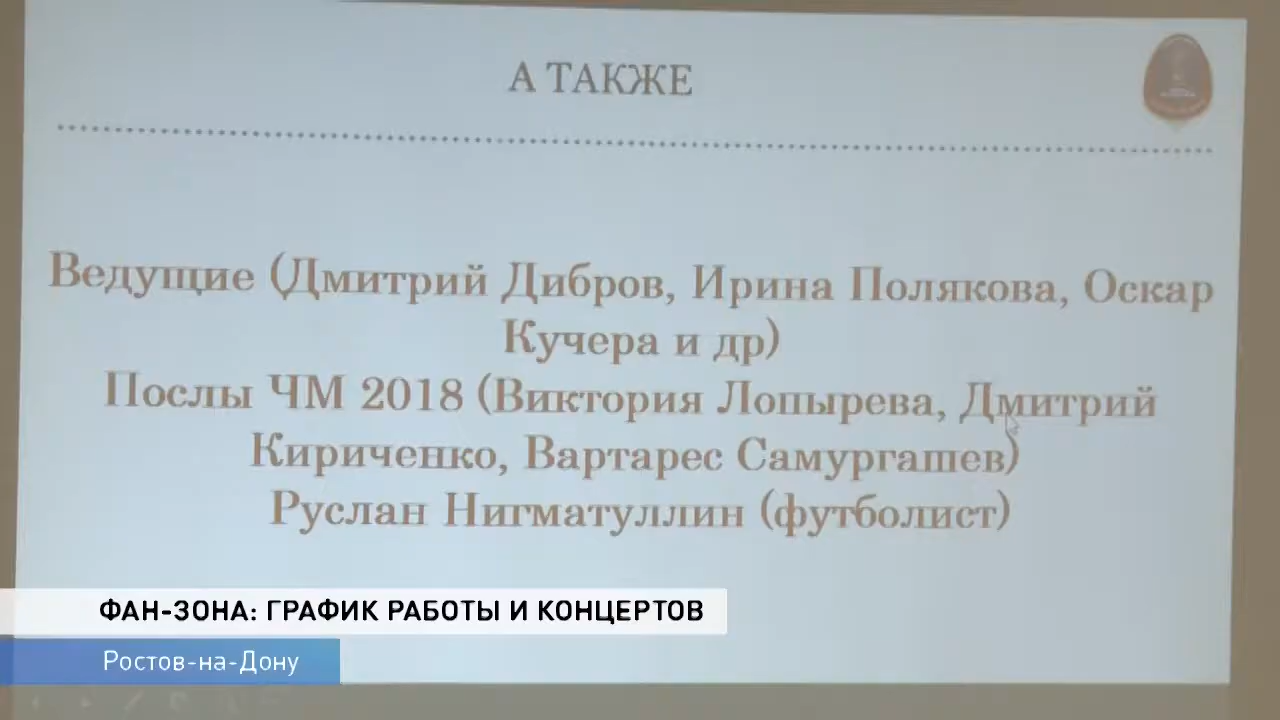 А ТАКЖЕ
Ведущие (Дмитрий Дибров, Ирина Полякова, Оскар
Кучера и др)
Послы ЧМ 2018 (Виктория Лопырева, Дмитрий
Кириченко, Вартарес Самургашев)
Руслан Нигматуллин (футболист)
ФАН-ЗОНА: ГРАФИК РАБОТЫ И КОНЦЕРТОВ
Ростов-на-Дону